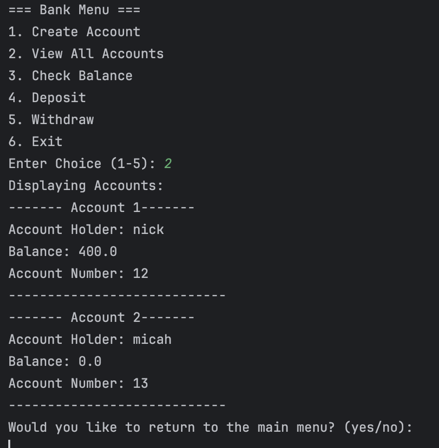 === Bank Menu ===
1. Create Account
2. View All Accounts
3. Check Balance
4. Deposit
5. Withdraw
6. Exit
Enter Choice (1-5): 2
Displaying Accounts:
------- Account 1-------
Account Holder: nick
Balance: 400.0
Account Number: 12
----------------------------
------- Account 2-------
Account Holder: micah
Balance: 0.0
Account Number: 13
----------------------------
Would you like to return to the main menu? (yes/no):